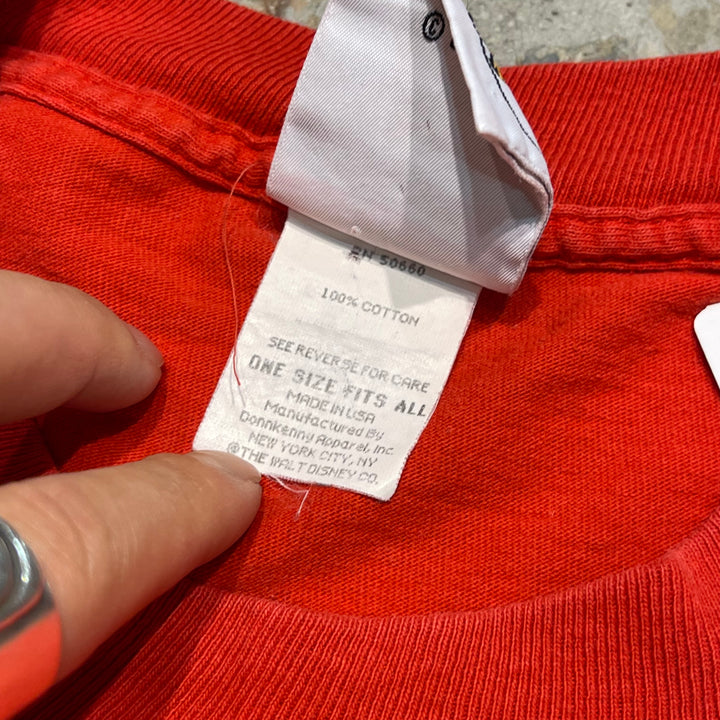 ©
RN 50660
100% COTTON
SEE REVERSE FOR CARE
ONE SIZE FITS ALL
MADE IN USA
Manufactured By
Donnkenny Apparel, Inc.
NEW YORK CITY, NY
©THE WALT DISNEY CO.